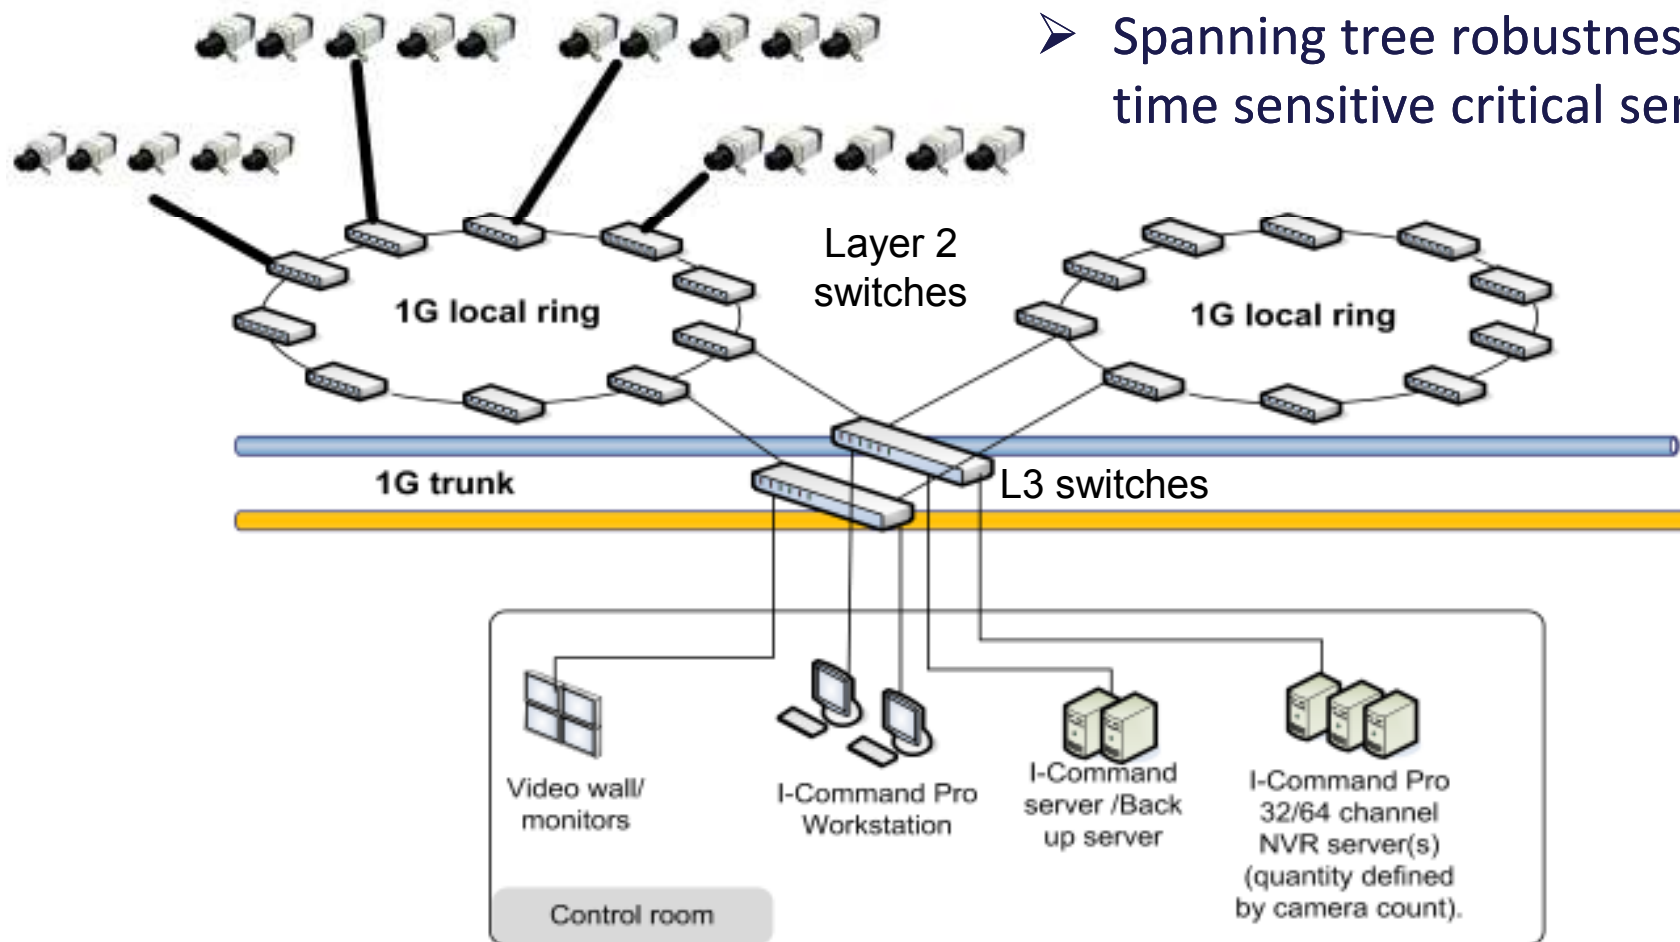 ➢ Spanning tree robustnes
time sensitive critical ser
Layer 2
switches
1G local ring
1G local ring
1G trunk
L3 switches
Video wall/
monitors
I-Command Pro
Workstation
I-Command
server /Back
up server
I-Command Pro
32/64 channel
NVR server(s)
(quantity defined
by camera count).
Control room